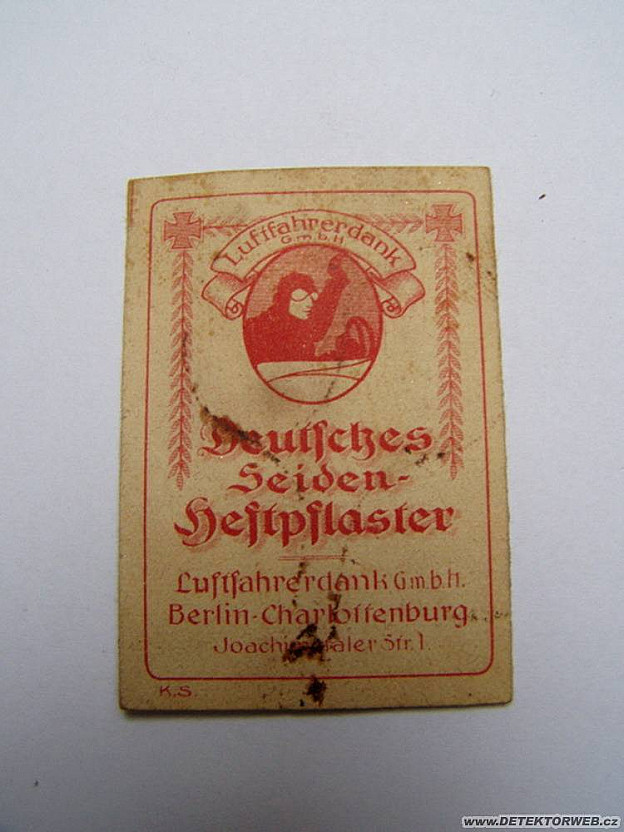 Luftfahrerdank
G.m.b.H
Deutsches
Seiden-
Heftpflaster
Luftfahrerdank G.m.b.H.
Berlin-Charlottenburg
Str. 1
K.S.
www.DETEKTORWEB.cz